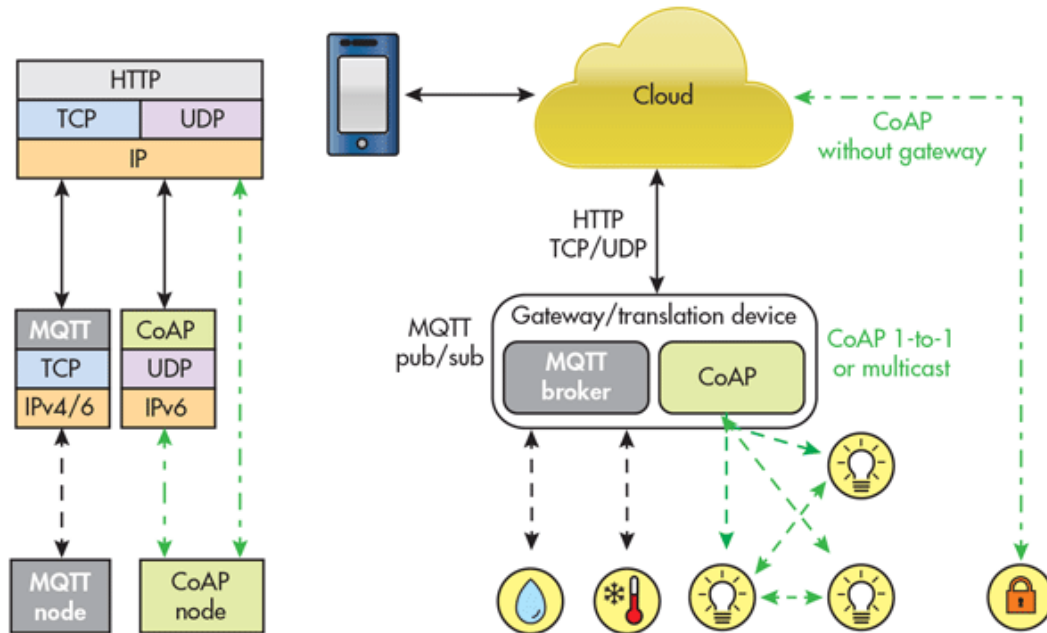 HTTP
TCP
UDP
IP
MQTT
TCP
IPv4/6
CoAP
UDP
IPv6
MQTT
node
CoAP
node
Cloud
CoAP
without gateway
HTTP
TCP/UDP
MQTT
pub/sub
Gateway/translation device
MQTT
broker
CoAP
CoAP 1-to-1
or multicast